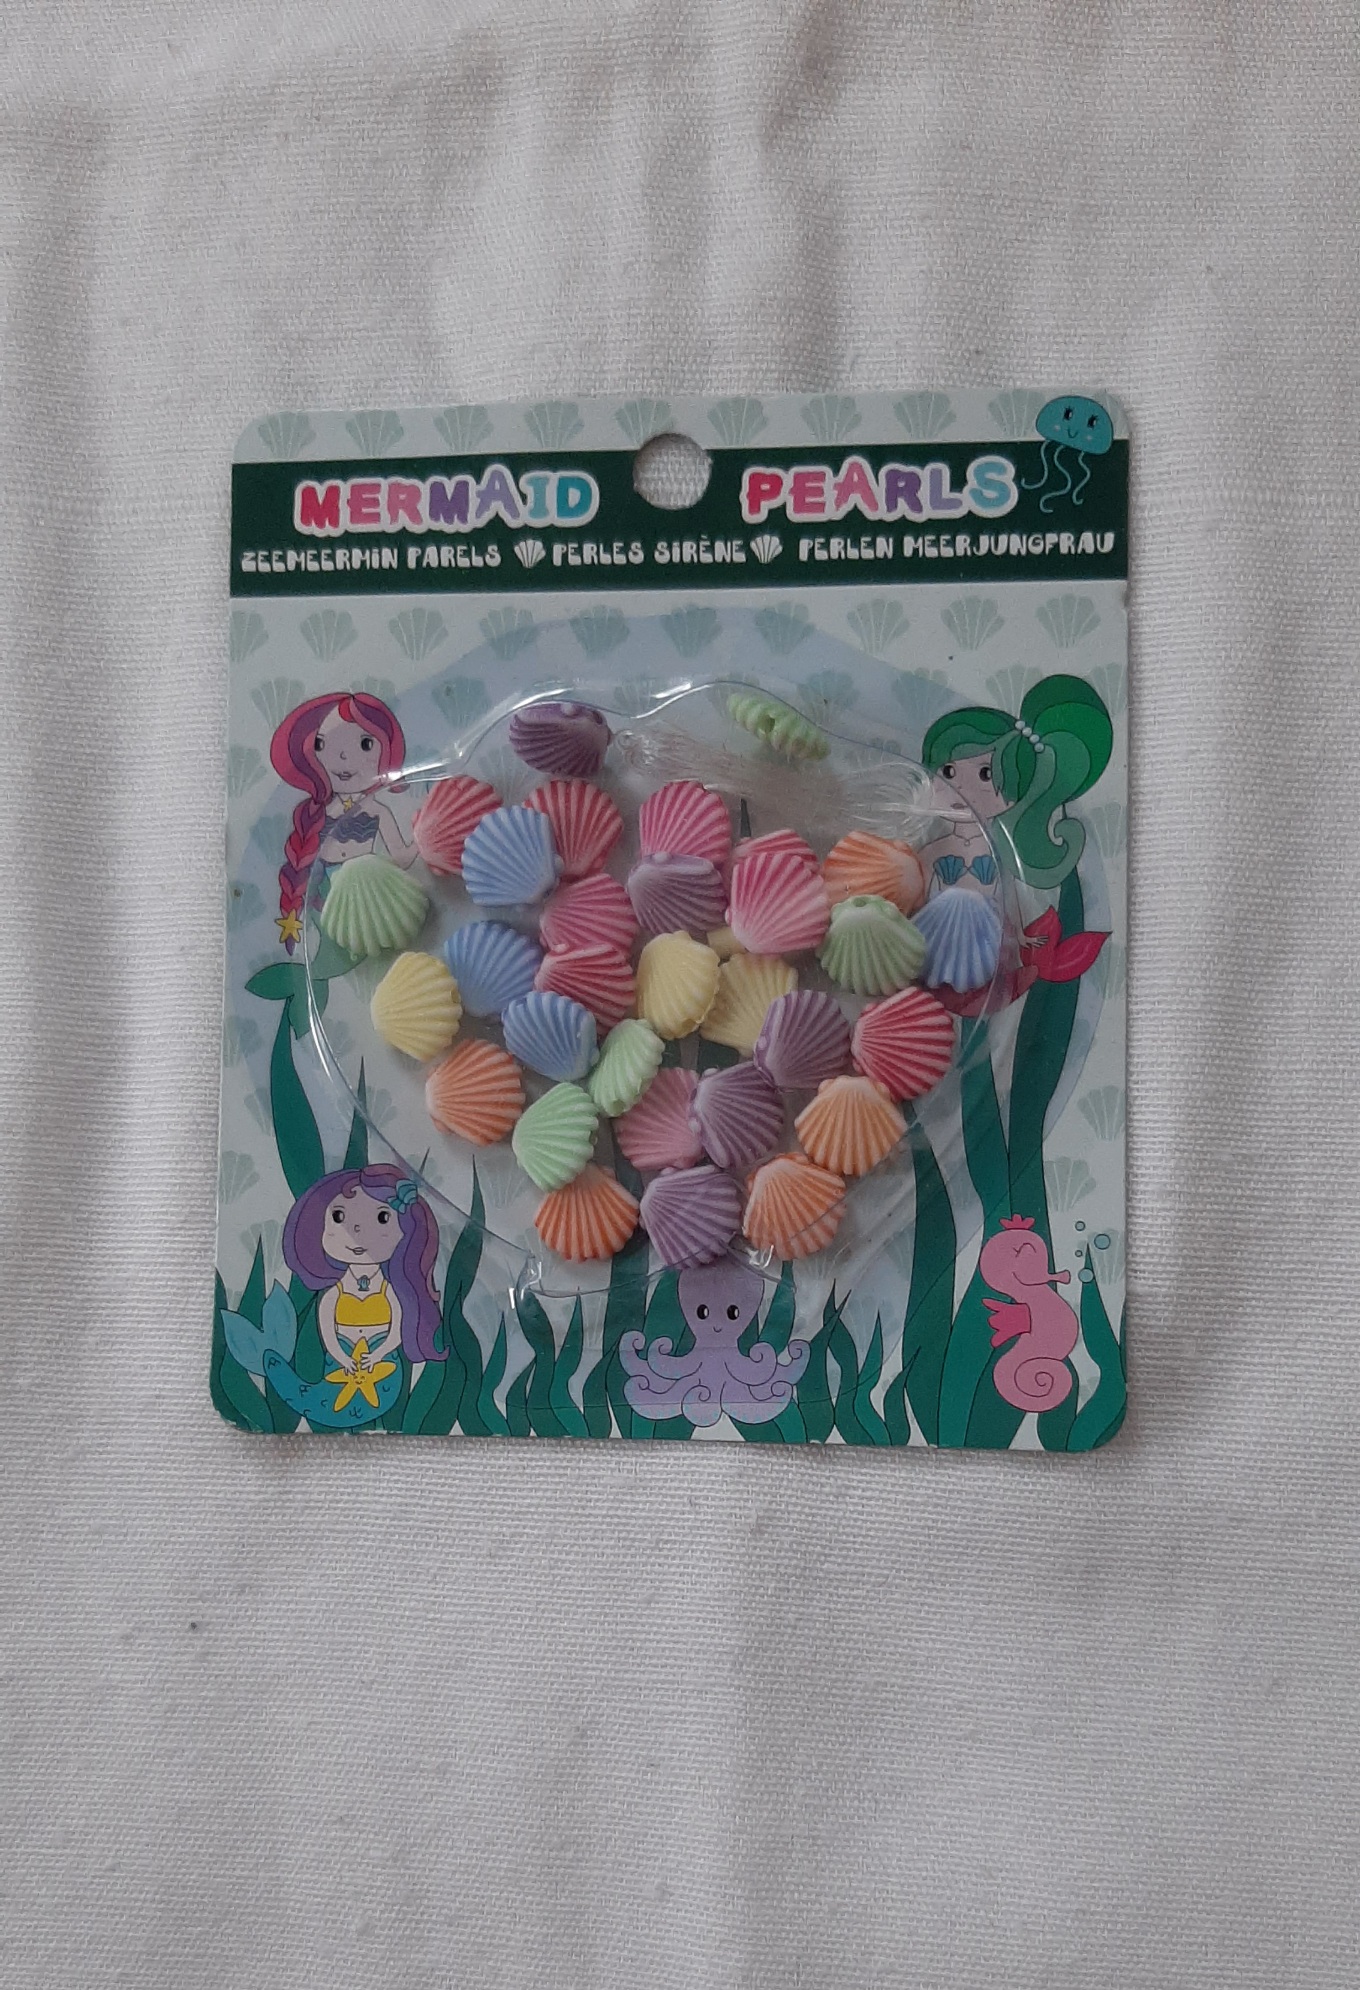 MERMAID PEARLS
ZEEMEERMIN PARELS PERLES SIRÈNE PERLEN MEERJUNGFRAU